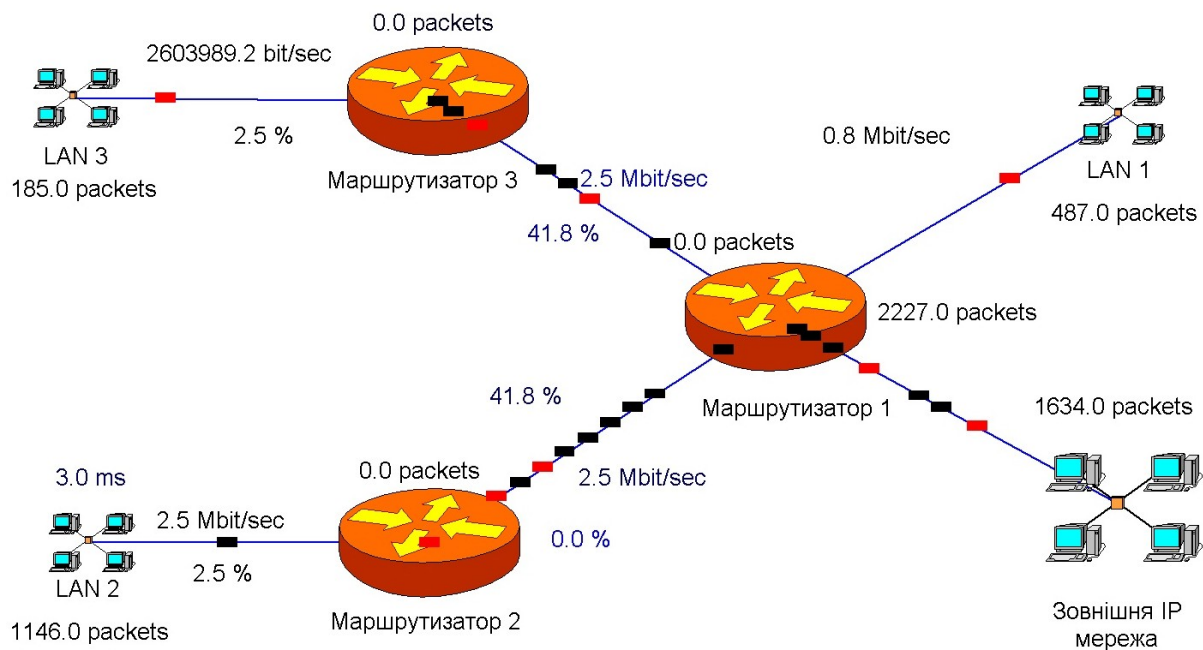 0.0 packets
2603989.2 bit/sec
2.5 %
LAN 3
185.0 packets
Маршрутизатор 3
2.5 Mbit/sec
41.8 %
0.8 Mbit/sec
LAN 1
487.0 packets
0.0 packets
2227.0 packets
Маршрутизатор 1
41.8 %
1634.0 packets
0.0 packets
2.5 Mbit/sec
3.0 ms
2.5 Mbit/sec
0.0 %
2.5 %
LAN 2
1146.0 packets
Маршрутизатор 2
Зовнішня IP
мережа